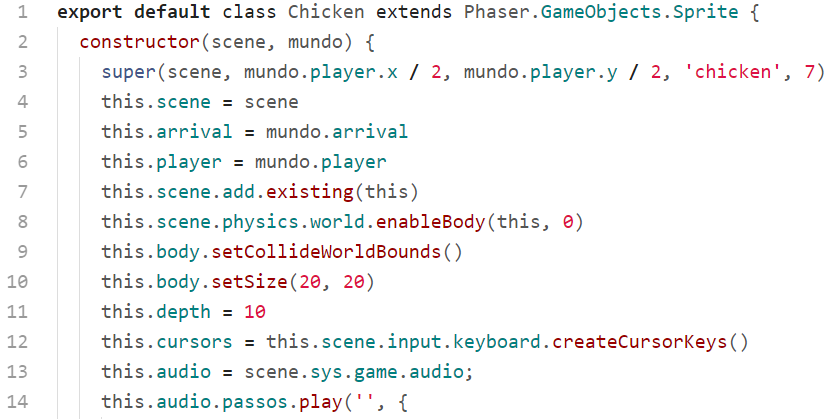 1 export default class Chicken extends Phaser.GameObjects.Sprite {
2 constructor(scene, mundo) {
3 super(scene, mundo.player.x / 2, mundo.player.y / 2, 'chicken', 7)
4 this.scene = scene
5 this.arrival = mundo.arrival
6 this.player = mundo.player
7 this.scene.add.existing(this)
8 this.scene.physics.world.enableBody(this, 0)
9 this.body.setCollideWorldBounds()
10 this.body.setSize(20, 20)
11 this.depth = 10
12 this.cursors = this.scene.input.keyboard.createCursorKeys()
13 this.audio = scene.sys.game.audio;
14 this.audio.passos.play('', {